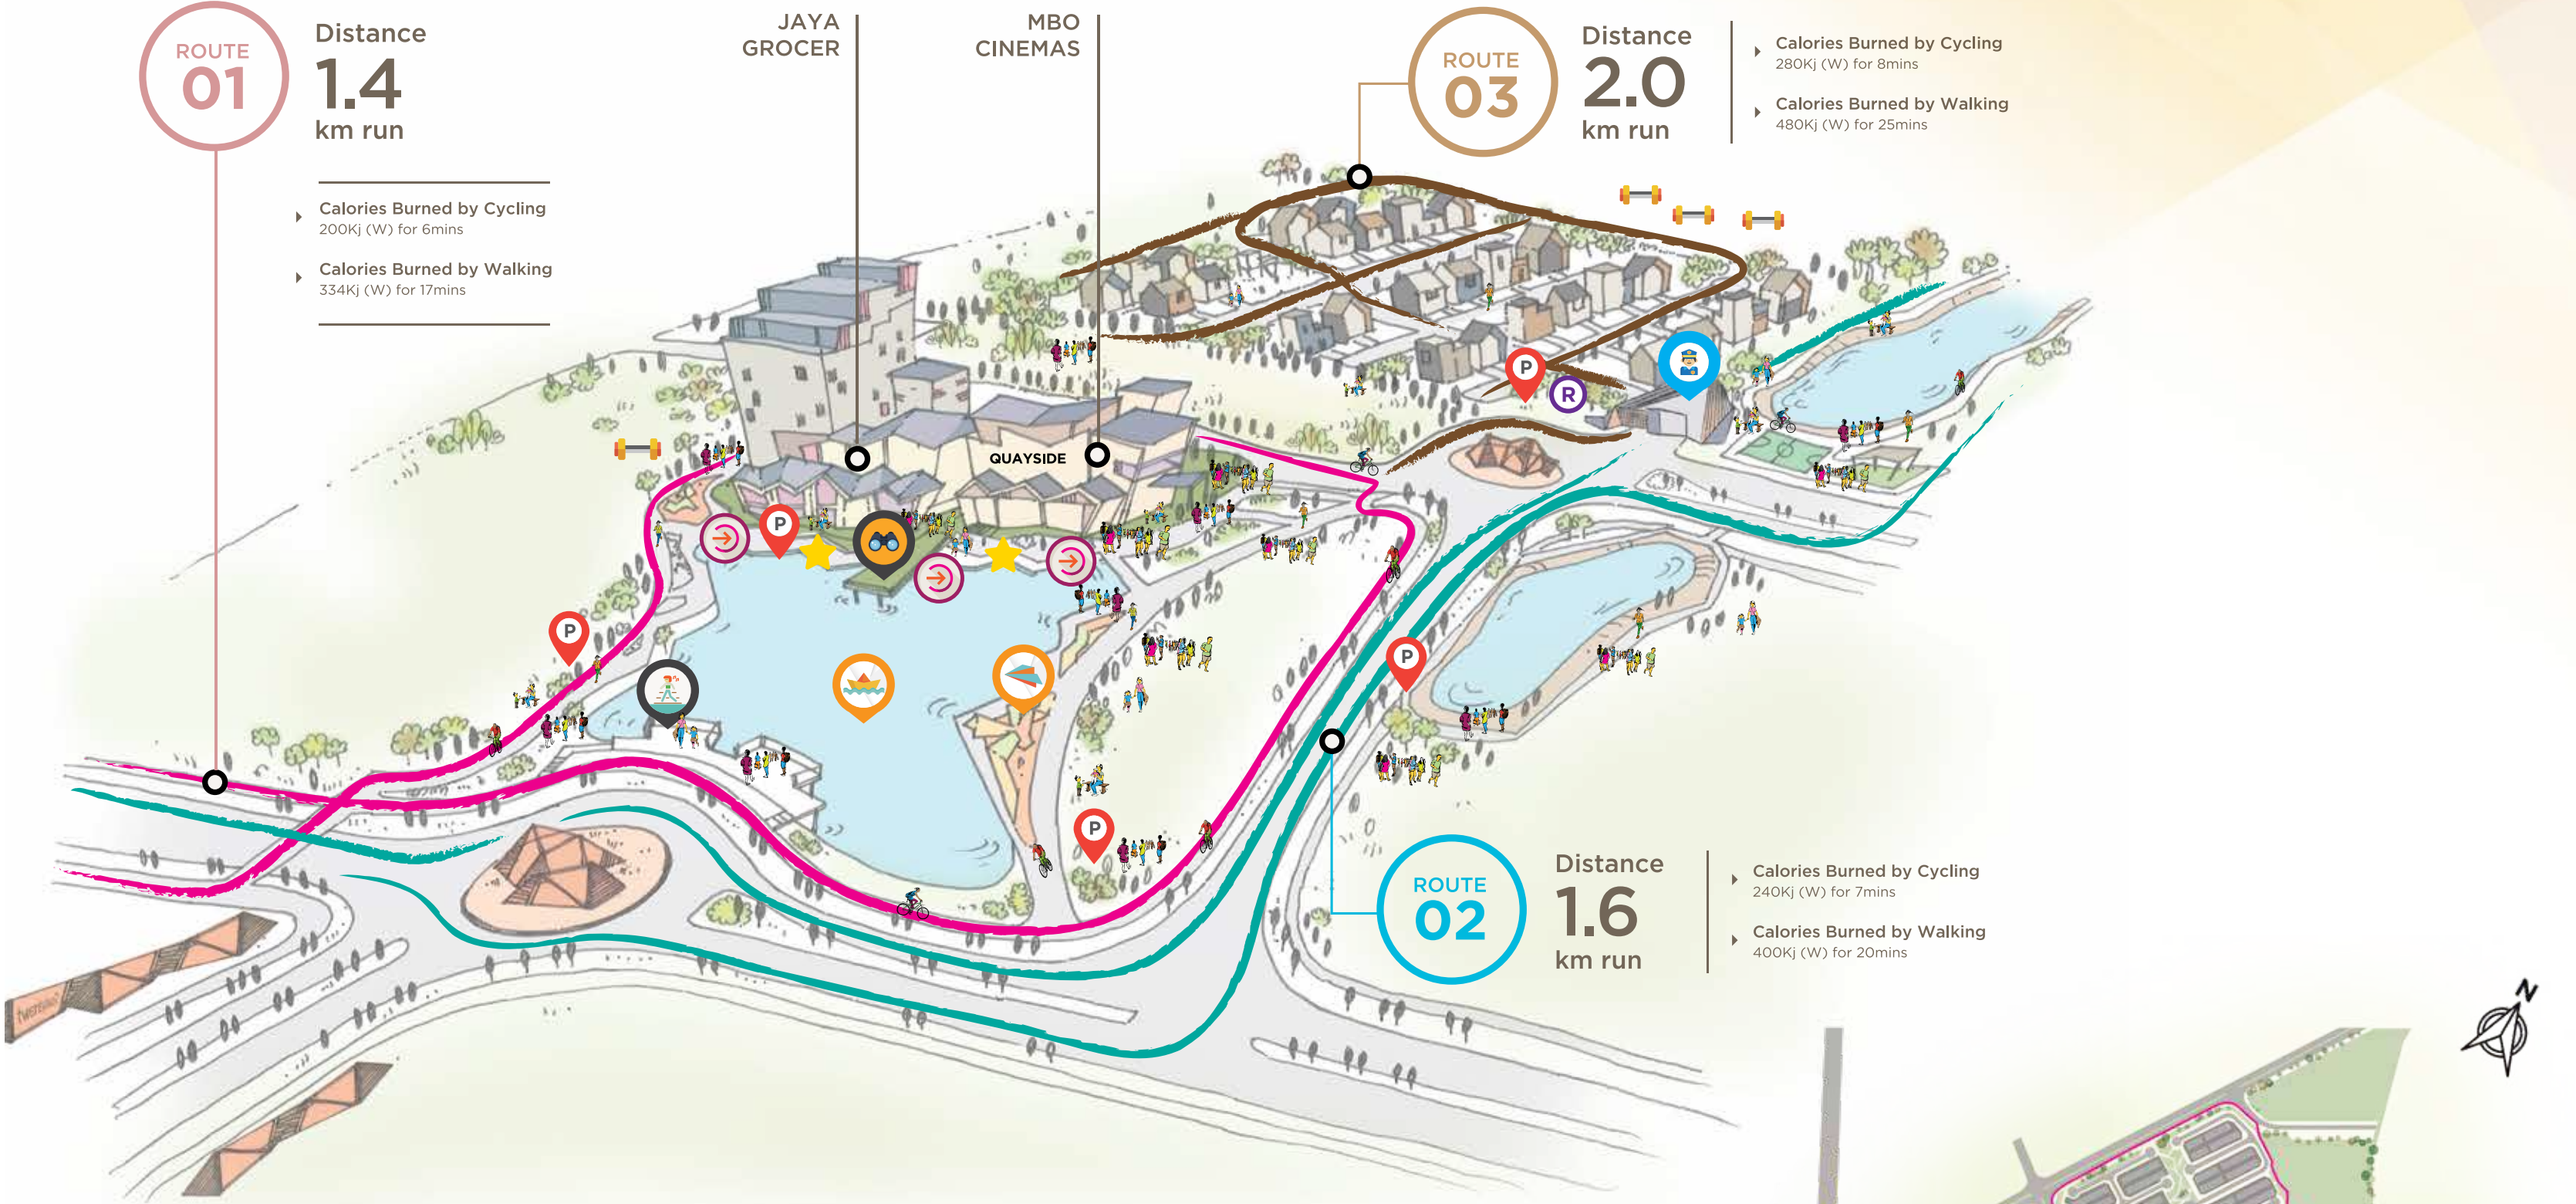 ROUTE
01
Distance
1.4
km run
Calories Burned by Cycling
200Kj (W) for 6mins
Calories Burned by Walking
334Kj (W) for 17mins
JAYA
GROCER
MBO
CINEMAS
ROUTE
03
Distance
2.0
km run
Calories Burned by Cycling
280Kj (W) for 8mins
Calories Burned by Walking
480Kj (W) for 25mins
P
R
QUAYSIDE
P
P
P
P
ROUTE
02
Distance
1.6
km run
Calories Burned by Cycling
240Kj (W) for 7mins
Calories Burned by Walking
400Kj (W) for 20mins
N